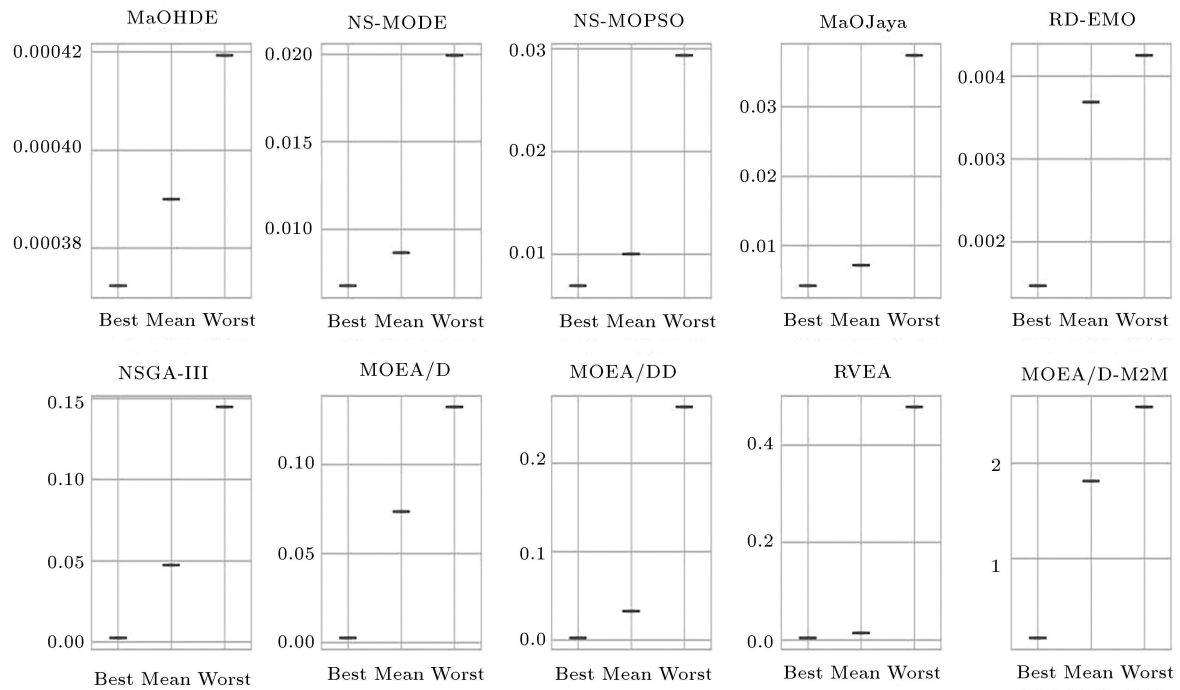 MaOHDE
NS-MODE
NS-MOPSO
MaOJaya
RD-EMO
0.00042
0.00040
0.00038
0.020
0.015
0.010
0.03
0.02
0.01
0.03
0.02
0.01
0.004
0.003
0.002
Best Mean Worst
Best Mean Worst
Best Mean Worst
Best Mean Worst
Best Mean Worst
NSGA-III
MOEA/D
MOEA/DD
RVEA
MOEA/D-M2M
0.15
0.10
0.05
0.00
0.10
0.05
0.00
0.2
0.1
0.0
0.4
0.2
0.0
2
1
Best Mean Worst
Best Mean Worst
Best Mean Worst
Best Mean Worst
Best Mean Worst